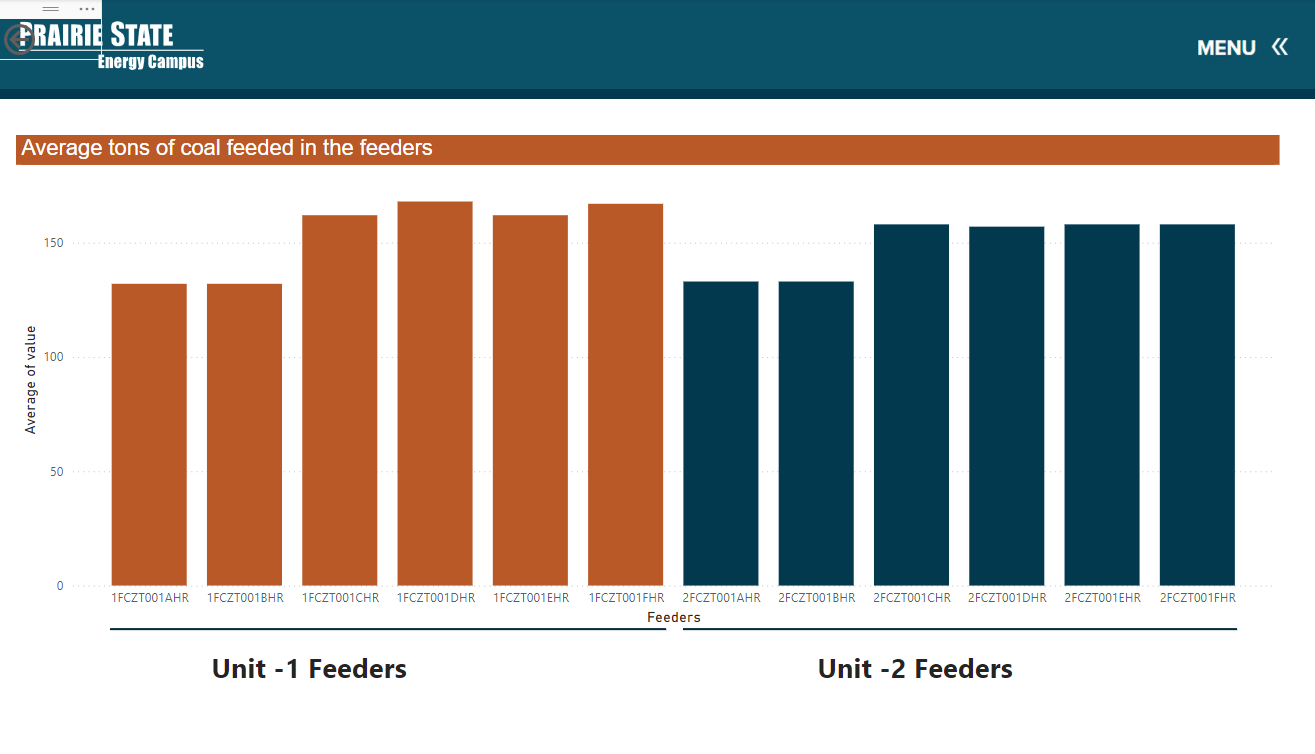 PRAIRIE STATE
Energy Campus
MENU
Average tons of coal feeded in the feeders
Average of value
150
100
50
0
1FCZT001AHR 1FCZT001BHR 1FCZT001CHR 1FCZT001DHR 1FCZT001EHR 1FCZT001FHR 2FCZT001AHR 2FCZT001BHR 2FCZT001CHR 2FCZT001DHR 2FCZT001EHR 2FCZT001FHR
Feeders
Unit -1 Feeders Unit -2 Feeders